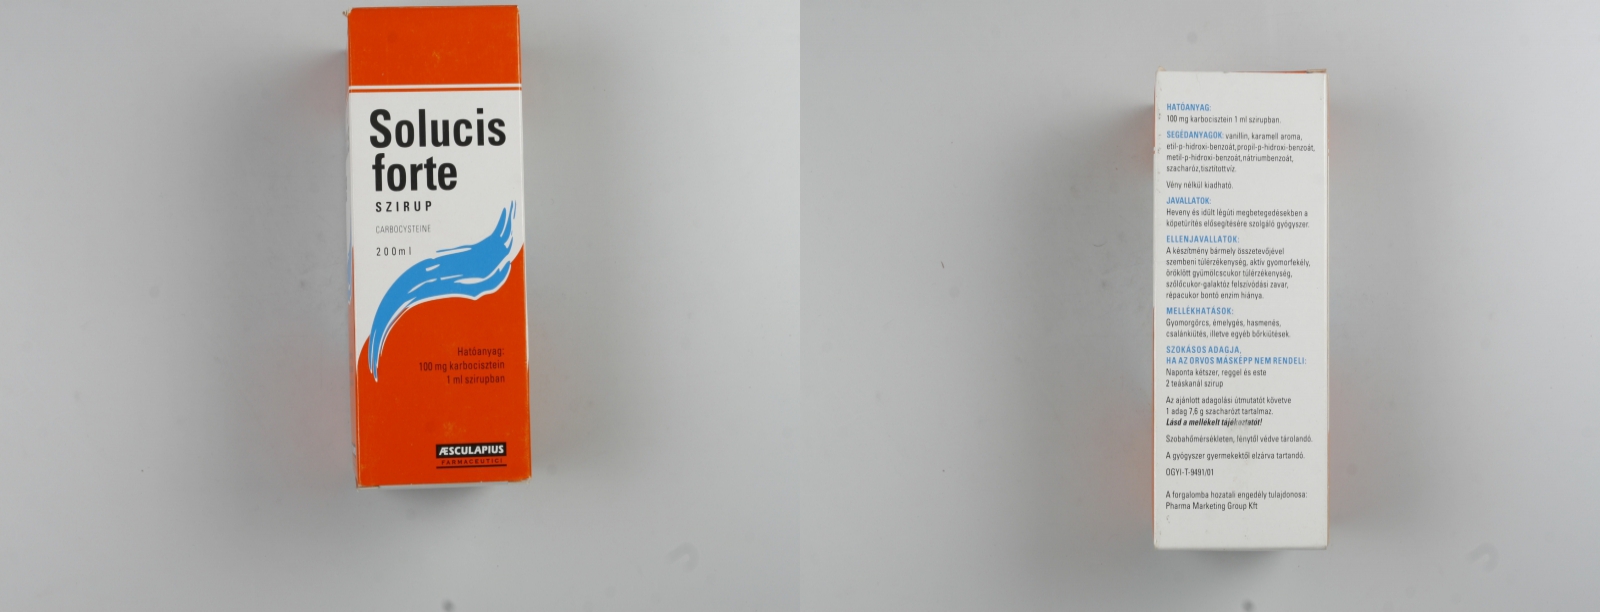 Solucis
forte
SZIRUP
CARBOCYSTEINE
200ml
Hatóanyag:
100 mg karbocisztein
1 ml szirupban
ÆSCULAPIUS
FARMACEUTICI
HATÓANYAG:
100 mg karbocisztein 1 ml szirupban.
SEGÉDANYAGOK: vanillin, karamell aroma,
etil-p-hidroxi-benzoát,propil-p-hidroxi-benzoát,
metil-p-hidroxi-benzoát,nátriumbenzoát,
szacharóz,tisztított víz.
Vény nélkül kiadható.
JAVALLATOK:
Heveny és idült légúti megbetegedésekben a
köpetürítés elősegítésére szolgáló gyógyszer.
ELLENJAVALLATOK:
A készítmény bármely összetevőjével
szembeni túlérzékenység, aktív gyomorfekély,
öröklött gyümölcscukor túlérzékenység,
szőlőcukor-galaktóz felszívódási zavar,
répacukor bontó enzim hiánya.
MELLÉKHATÁSOK:
Gyomorgörcs, émelygés, hasmenés,
csalánkiütés, illetve egyéb bőrkiütések.
SZOKÁSOS ADAGJA,
HA AZ ORVOS MÁSKÉPP NEM RENDELI:
Naponta kétszer, reggel és este
2 teáskanál szirup
Az ajánlott adagolási útmutatót követve
1 adag 7,6 g szacharózt tartalmaz.
Lásd a mellékelt tájékoztatót!
Szobahőmérsékleten, fénytől védve tárolandó.
A gyógyszer gyermekektől elzárva tartandó.
OGYI-T-9491/01
A forgalomba hozatali engedély tulajdonosa:
Pharma Marketing Group Kft